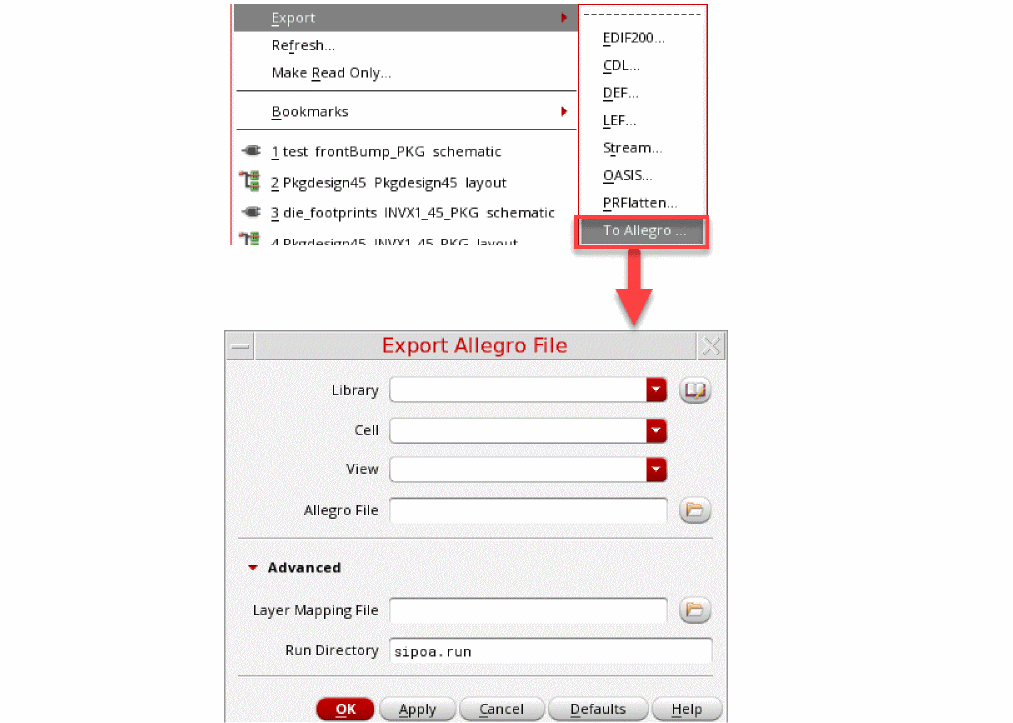 Export
Refresh...
Make Read Only...
Bookmarks
1 test frontBump_PKG schematic
2 Pkgdesign45 Pkgdesign45 layout
3 die_footprints INVX1_45_PKG schematic
4 Pkgdesign45 INVX1_45_PKG layout
EDIF200...
CDL...
DEF...
LEF...
Stream...
OASIS...
PRFlatten...
To Allegro ...
Export Allegro File
Library
Cell
View
Allegro File
Advanced
Layer Mapping File
Run Directory sipoa.run
OK Apply Cancel Defaults Help